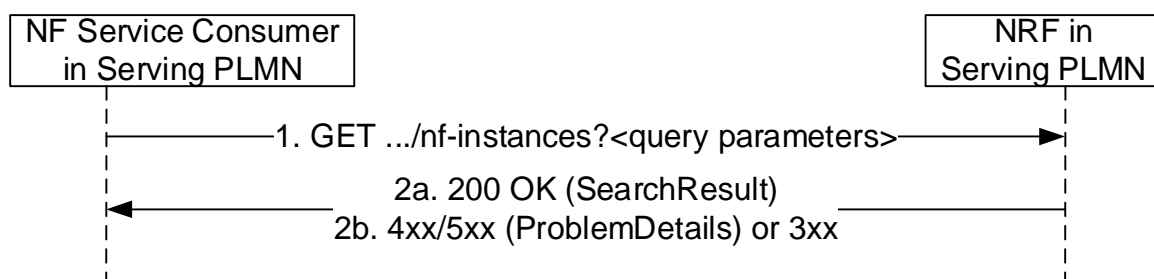 NF Service Consumer
in Serving PLMN
NRF in
Serving PLMN
1. GET .../nf-instances?<query parameters>
2a. 200 OK (SearchResult)
2b. 4xx/5xx (ProblemDetails) or 3xx